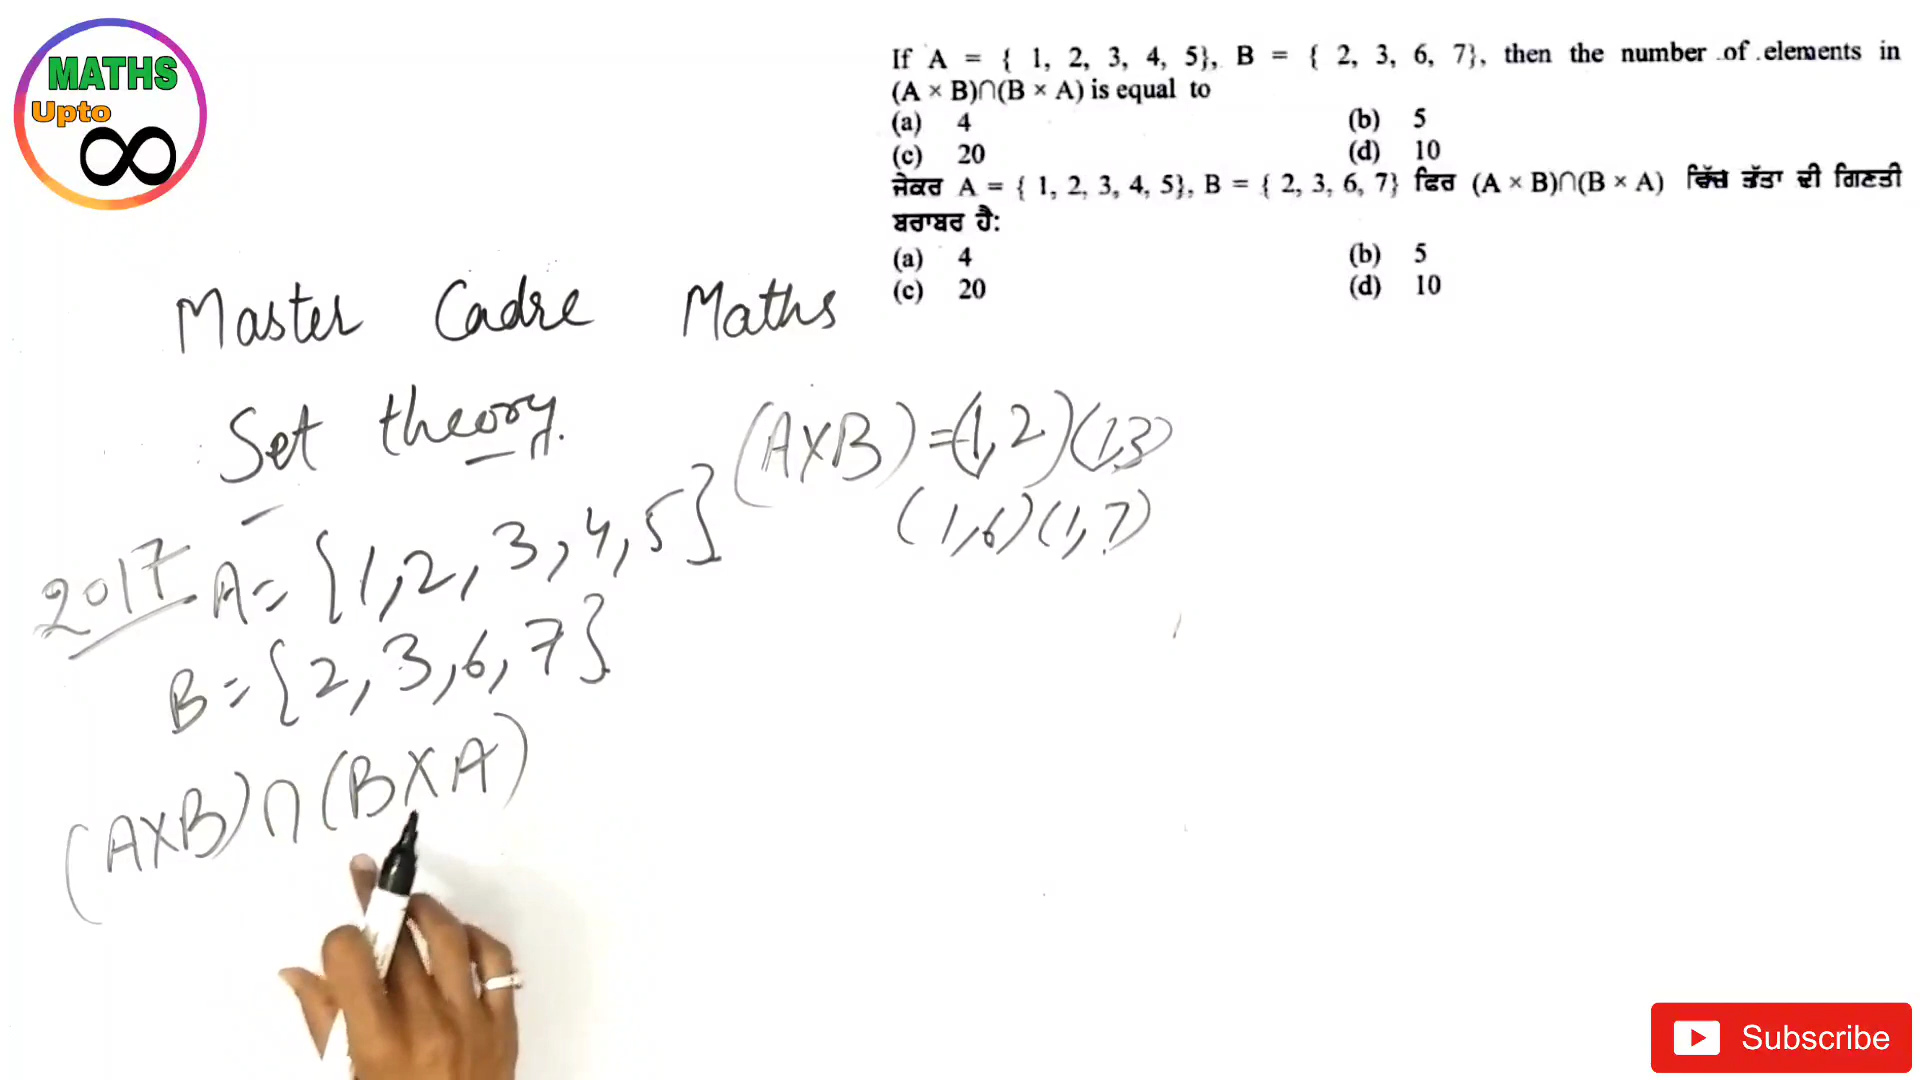 MATHS
Upto
∞
If A = { 1, 2, 3, 4, 5}, B = { 2, 3, 6, 7}, then the number of elements in
(A × B)∩(B × A) is equal to
(a) 4 (b) 5
(c) 20 (d) 10
ਜੇਕਰ A = { 1, 2, 3, 4, 5}, B = { 2, 3, 6, 7} ਫਿਰ (A × B)∩(B × A) ਵਿੱਚ ਤੱਤਾਂ ਦੀ ਗਿਣਤੀ
ਬਰਾਬਰ ਹੈ:
(a) 4 (b) 5
(c) 20 (d) 10
Master Cadre Maths
Set theory.
(A×B) = (1,2)(1,3)
(1,6)(1,7)
2017 A= {1,2,3,4,5}
B={2,3,6,7}
(A×B)∩(B×A)
Subscribe